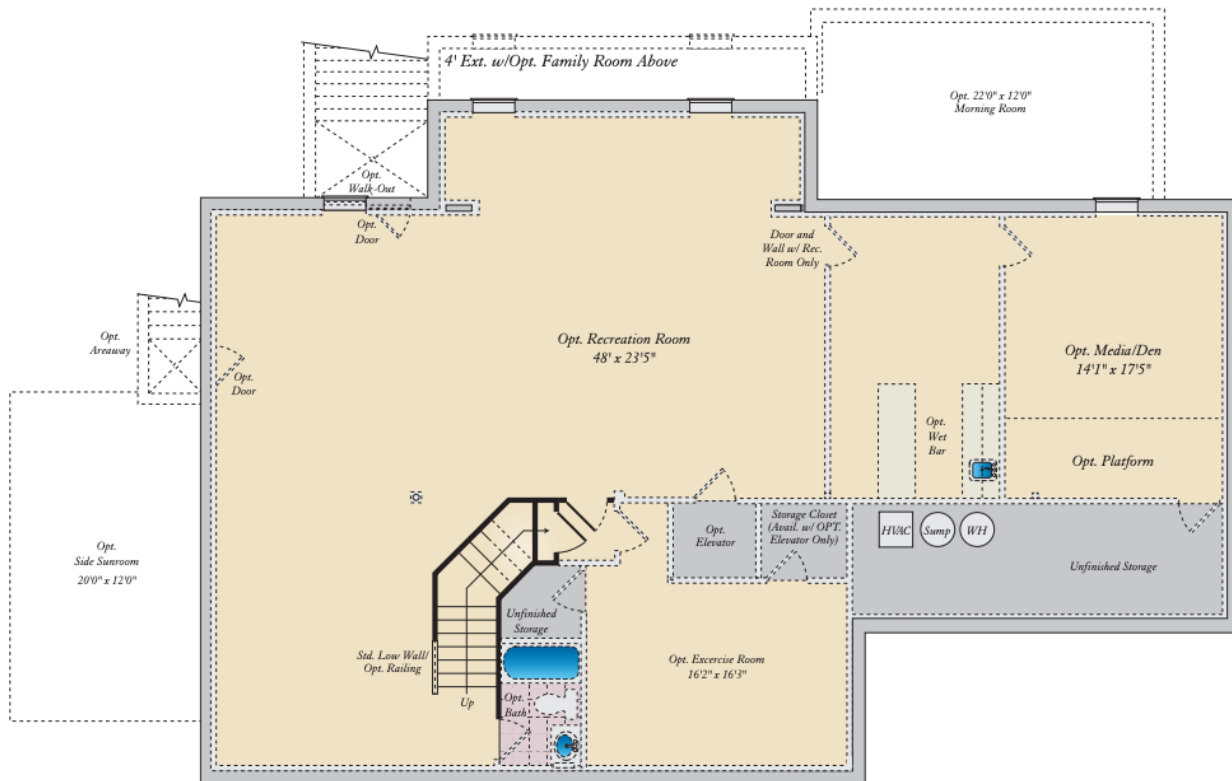 4' Ext. w/Opt. Family Room Above
Opt. 22'0" x 12'0"
Morning Room
Opt.
Walk-Out
Opt.
Door
Door and
Wall w/ Rec.
Room Only
Opt.
Areaway
Opt.
Door
Opt. Recreation Room
48' x 23'5"
Opt. Media/Den
14'1" x 17'5"
Opt.
Wet
Bar
Opt. Platform
Opt.
Side Sunroom
20'0" x 12'0"
Opt.
Elevator
Storage Closet
(Avail. w/ OPT.
Elevator Only)
HVAC
Sump
WH
Unfinished Storage
Unfinished
Storage
Std. Low Wall/
Opt. Railing
Up
Opt.
Bath
Opt. Excercise Room
16'2" x 16'3"